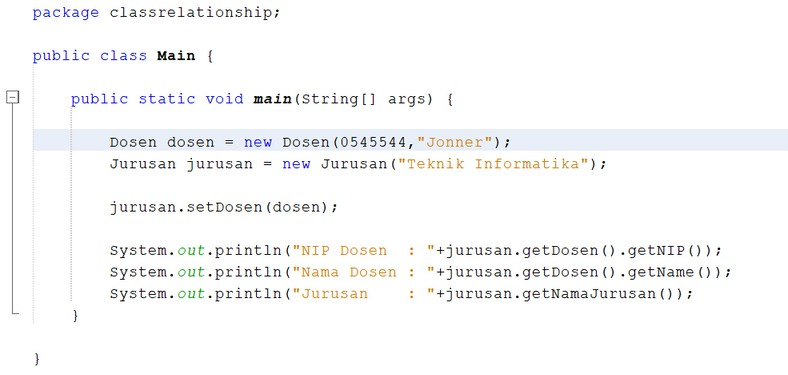 package classrelationship;
public class Main {
public static void main(String[] args) {
Dosen dosen = new Dosen(0545544,"Jonner");
Jurusan jurusan = new Jurusan("Teknik Informatika");
jurusan.setDosen(dosen);
System.out.println("NIP Dosen  : "+jurusan.getDosen().getNIP());
System.out.println("Nama Dosen : "+jurusan.getDosen().getName());
System.out.println("Jurusan    : "+jurusan.getNamaJurusan());
}
}